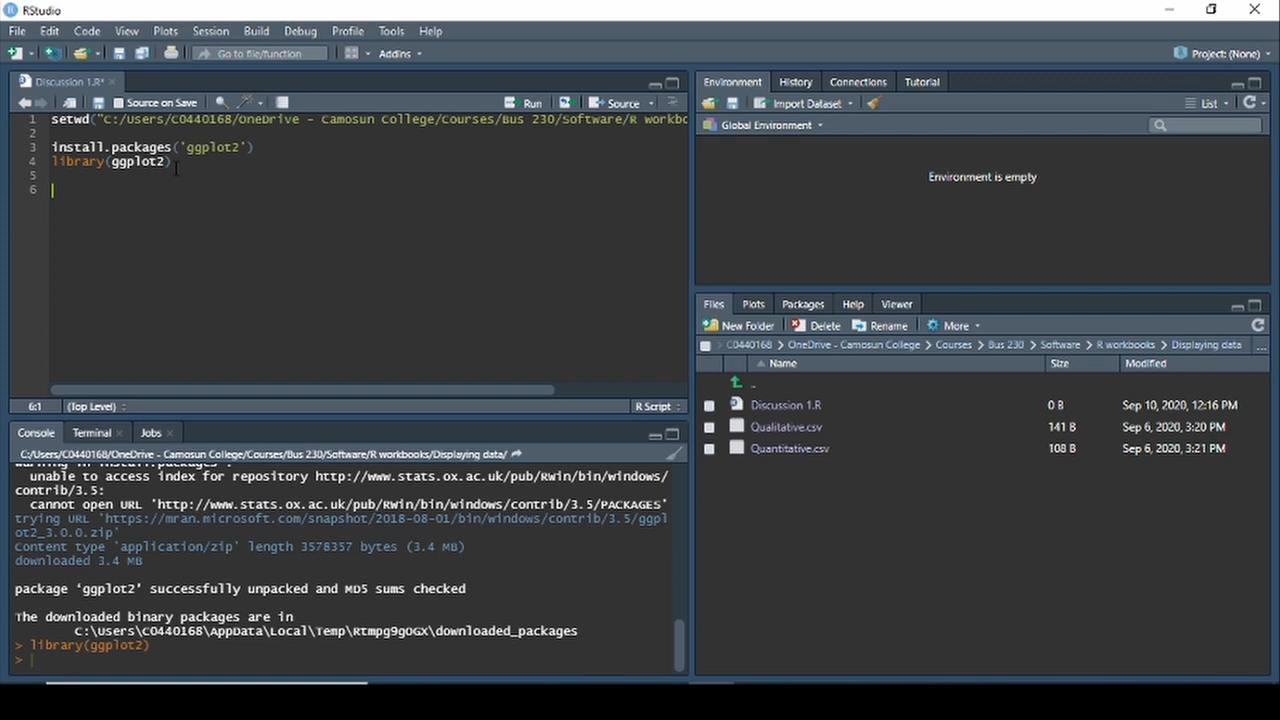 RStudio
File Edit Code View Plots Session Build Debug Profile Tools Help
Go to file/function Addins Project: (None)
Discussion 1.R*
Source on Save Run Source
1 setwd("C:/Users/C0440168/OneDrive - Camosun College/Courses/Bus 230/Software/R workbo
2
3 install.packages('ggplot2')
4 library(ggplot2)
5
6
6:1 (Top Level) R Script
Console Terminal Jobs
C:/Users/C0440168/OneDrive - Camosun College/Courses/Bus 230/Software/R workbooks/Displaying data/
warning in install.packages :
unable to access index for repository http://www.stats.ox.ac.uk/pub/RWin/bin/windows/
contrib/3.5:
cannot open URL 'http://www.stats.ox.ac.uk/pub/RWin/bin/windows/contrib/3.5/PACKAGES'
trying URL 'https://mran.microsoft.com/snapshot/2018-08-01/bin/windows/contrib/3.5/ggpl
ot2_3.0.0.zip'
Content type 'application/zip' length 3578357 bytes (3.4 MB)
downloaded 3.4 MB
package ‘ggplot2’ successfully unpacked and MD5 sums checked
The downloaded binary packages are in
C:\Users\C0440168\AppData\Local\Temp\Rtmpg9gOGX\downloaded_packages
> library(ggplot2)
>
Environment History Connections Tutorial
Import Dataset List
Global Environment
Environment is empty
Files Plots Packages Help Viewer
New Folder Delete Rename More
C0440168 > OneDrive - Camosun College > Courses > Bus 230 > Software > R workbooks > Displaying data ...
Name Size Modified
..
Discussion 1.R 0 B Sep 10, 2020, 12:16 PM
Qualitative.csv 141 B Sep 6, 2020, 3:20 PM
Quantitative.csv 108 B Sep 6, 2020, 3:21 PM